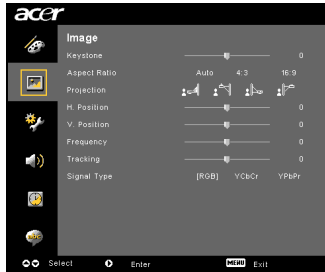 acer
Image
Keystone 0
Aspect Ratio Auto 4:3 16:9
Projection
H. Position 0
V. Position 0
Frequency 0
Tracking 0
Signal Type [RGB] YCbCr YPbPr
Select Enter MENU Exit